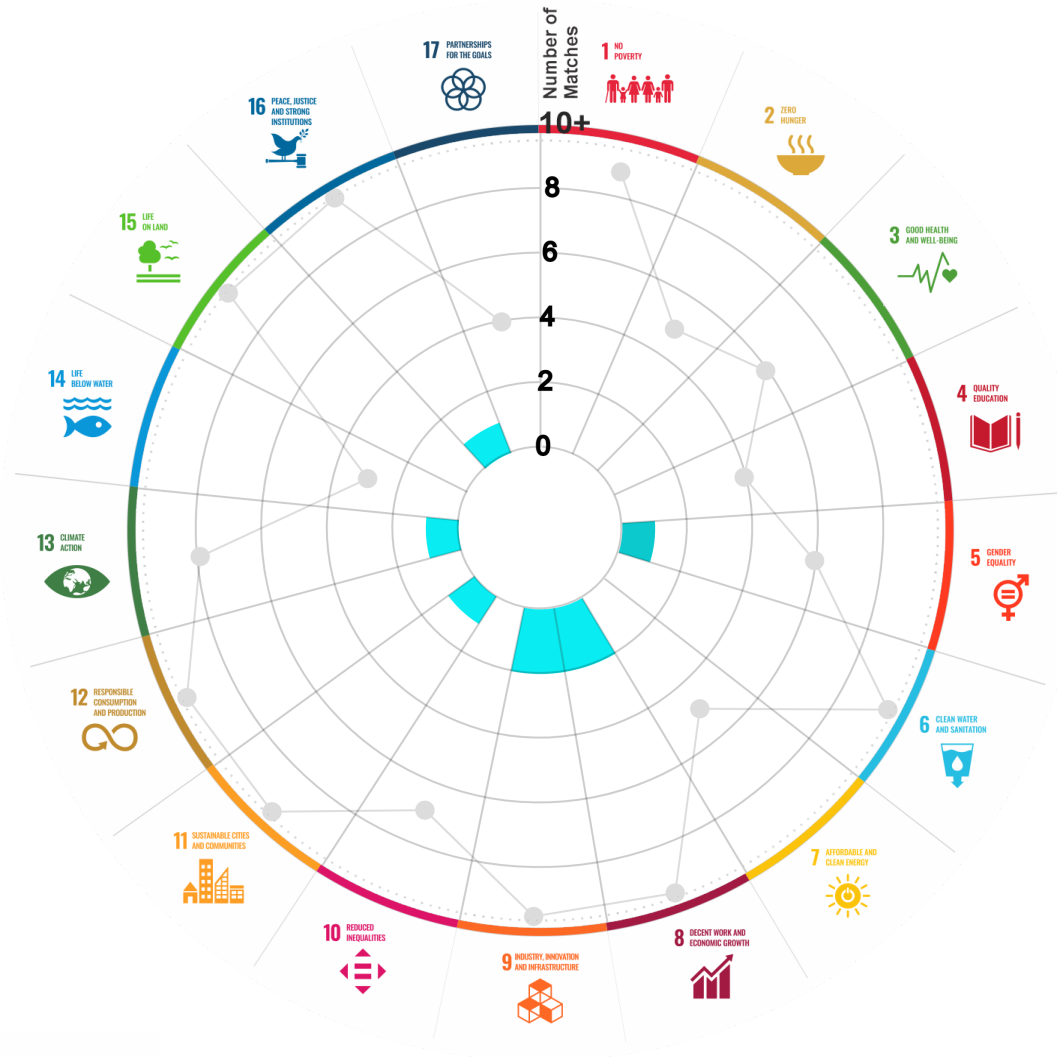 Number of
Matches
10+
8
6
4
2
0
1 NO
POVERTY
2 ZERO
HUNGER
3 GOOD HEALTH
AND WELL-BEING
4 QUALITY
EDUCATION
5 GENDER
EQUALITY
6 CLEAN WATER
AND SANITATION
7 AFFORDABLE AND
CLEAN ENERGY
8 DECENT WORK AND
ECONOMIC GROWTH
9 INDUSTRY, INNOVATION
AND INFRASTRUCTURE
10 REDUCED
INEQUALITIES
11 SUSTAINABLE CITIES
AND COMMUNITIES
12 RESPONSIBLE
CONSUMPTION
AND PRODUCTION
13 CLIMATE
ACTION
14 LIFE
BELOW WATER
15 LIFE
ON LAND
16 PEACE, JUSTICE
AND STRONG
INSTITUTIONS
17 PARTNERSHIPS
FOR THE GOALS